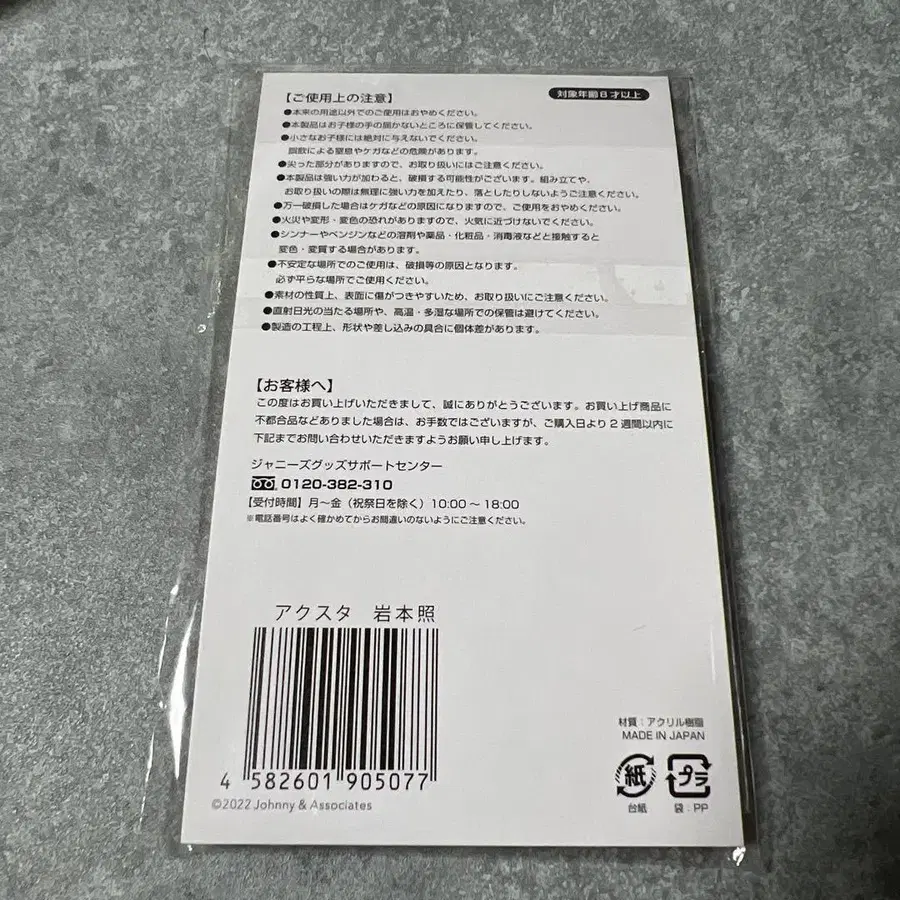 【ご使用上の注意】
対象年齢8才以上
●本来の用途以外でのご使用はおやめください。
●本製品はお子様の手の届かないところに保管してください。
●小さなお子様には絶対に与えないでください。
誤飲による窒息やケガなどの危険があります。
●尖った部分がありますので、お取り扱いにはご注意ください。
●本製品は強い力が加わると、破損する可能性がございます。組み立てや、
お取り扱いの際は無理に強い力を加えたり、落としたりしないようご注意ください。
●万一破損した場合はケガなどの原因になりますので、ご使用をおやめください。
●火災や変形・変色の恐れがありますので、火気に近づけないでください。
●シンナーやベンジンなどの溶剤や薬品・化粧品・消毒液などと接触すると
変色・変質する場合があります。
●不安定な場所でのご使用は、破損等の原因となります。
必ず平らな場所でご使用ください。
●素材の性質上、表面に傷がつきやすいため、お取り扱いにご注意ください。
●直射日光の当たる場所や、高温・多湿な場所での保管は避けてください。
●製造の工程上、形状や差し込みの具合に個体差があります。
【お客様へ】
この度はお買い上げいただきまして、誠にありがとうございます。お買い上げ商品に
不都合品などありました場合は、お手数ではございますが、ご購入日より2週間以内に
下記までお問い合わせいただきますようお願い申し上げます。
ジャニーズグッズサポートセンター
0120-382-310
【受付時間】月〜金（祝祭日を除く）10:00〜18:00
※電話番号はよく確かめてからお間違いのないようにご注意ください。
アクスタ 岩本照
4 582601 905077
©2022 Johnny & Associates
材質：アクリル樹脂
MADE IN JAPAN
紙
プラ
台紙
袋：PP